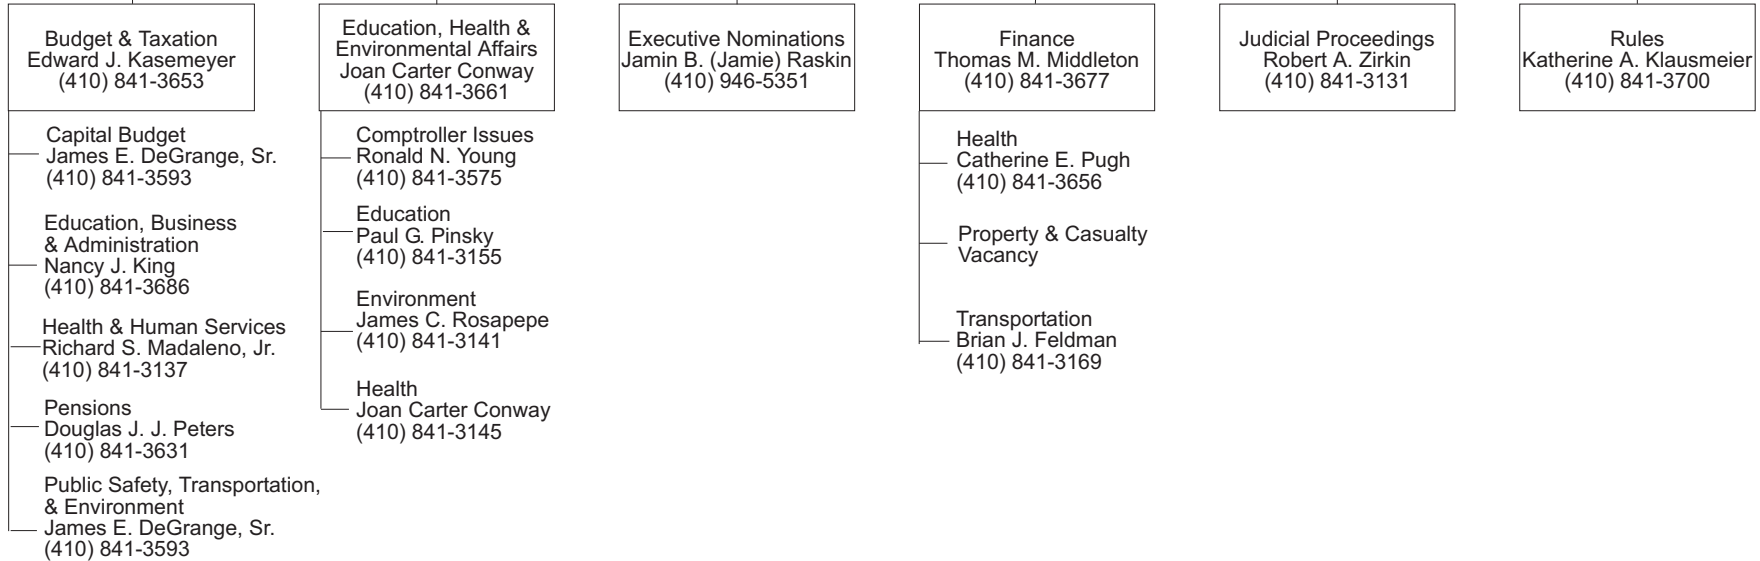 Budget & Taxation
Edward J. Kasemeyer
(410) 841-3653
Capital Budget
James E. DeGrange, Sr.
(410) 841-3593
Education, Business
& Administration
Nancy J. King
(410) 841-3686
Health & Human Services
Richard S. Madaleno, Jr.
(410) 841-3137
Pensions
Douglas J. J. Peters
(410) 841-3631
Public Safety, Transportation,
& Environment
James E. DeGrange, Sr.
(410) 841-3593
Education, Health &
Environmental Affairs
Joan Carter Conway
(410) 841-3661
Comptroller Issues
Ronald N. Young
(410) 841-3575
Education
Paul G. Pinsky
(410) 841-3155
Environment
James C. Rosapepe
(410) 841-3141
Health
Joan Carter Conway
(410) 841-3145
Executive Nominations
Jamin B. (Jamie) Raskin
(410) 946-5351
Finance
Thomas M. Middleton
(410) 841-3677
Health
Catherine E. Pugh
(410) 841-3656
Property & Casualty
Vacancy
Transportation
Brian J. Feldman
(410) 841-3169
Judicial Proceedings
Robert A. Zirkin
(410) 841-3131
Rules
Katherine A. Klausmeier
(410) 841-3700